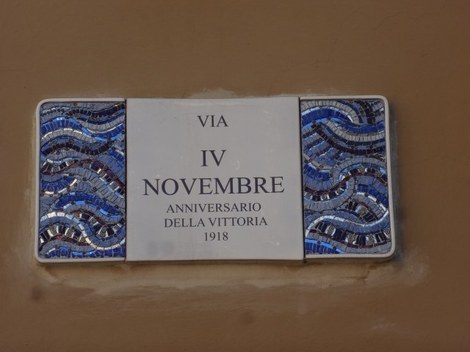 VIA
IV
NOVEMBRE
ANNIVERSARIO
DELLA VITTORIA
1918